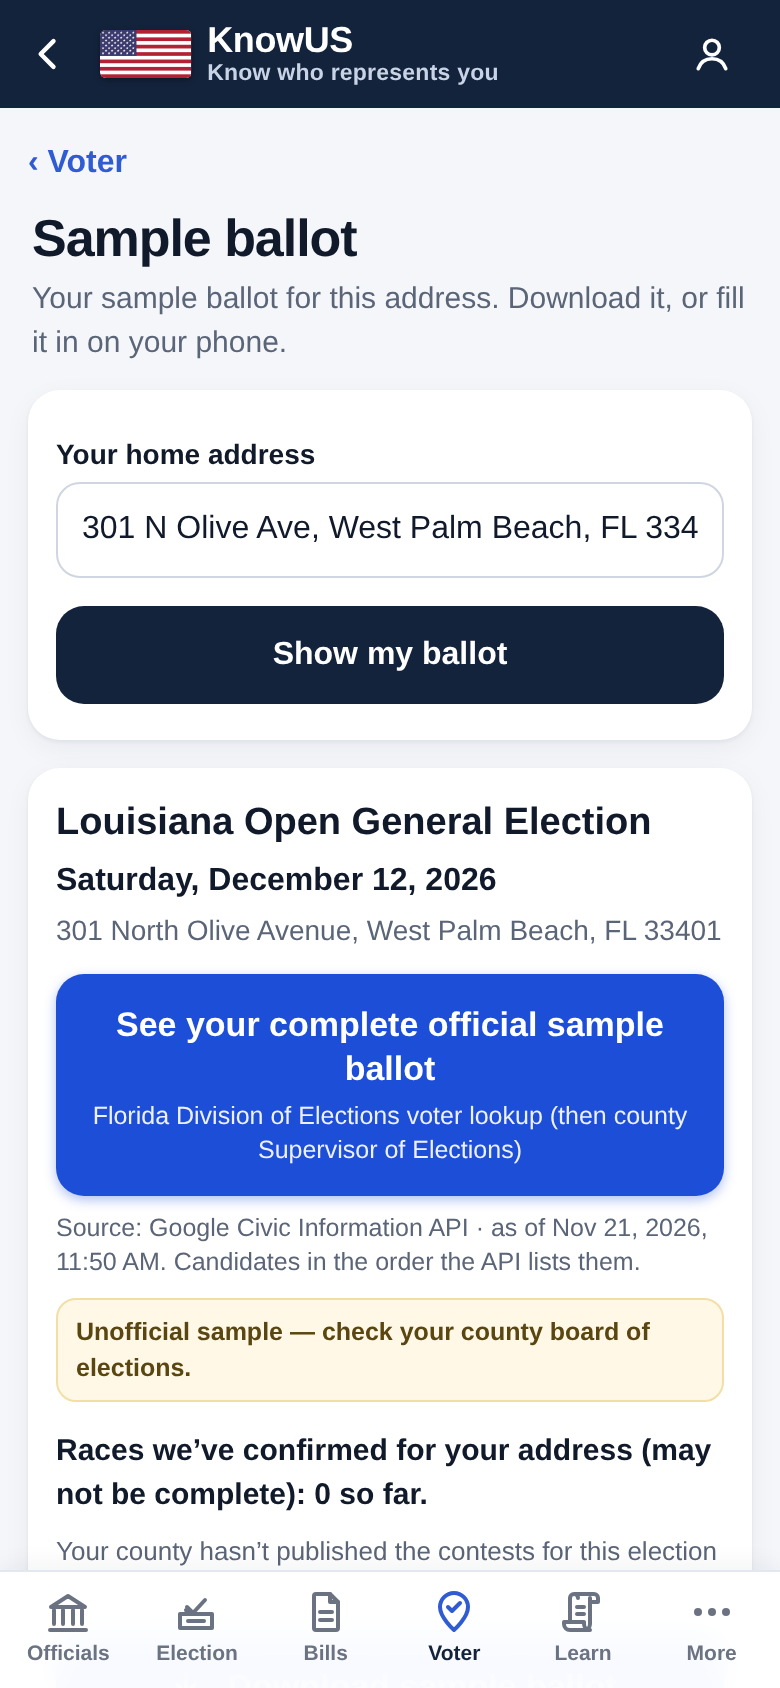 KnowUS
Know who represents you
‹ Voter
Sample ballot
Your sample ballot for this address. Download it, or fill
it in on your phone.
Your home address
301 N Olive Ave, West Palm Beach, FL 334
Show my ballot
Louisiana Open General Election
Saturday, December 12, 2026
301 North Olive Avenue, West Palm Beach, FL 33401
See your complete official sample
ballot
Florida Division of Elections voter lookup (then county
Supervisor of Elections)
Source: Google Civic Information API · as of Nov 21, 2026,
11:50 AM. Candidates in the order the API lists them.
Unofficial sample — check your county board of
elections.
Races we’ve confirmed for your address (may
not be complete): 0 so far.
Your county hasn’t published the contests for this election
Officials
Election
Bills
Voter
Learn
More